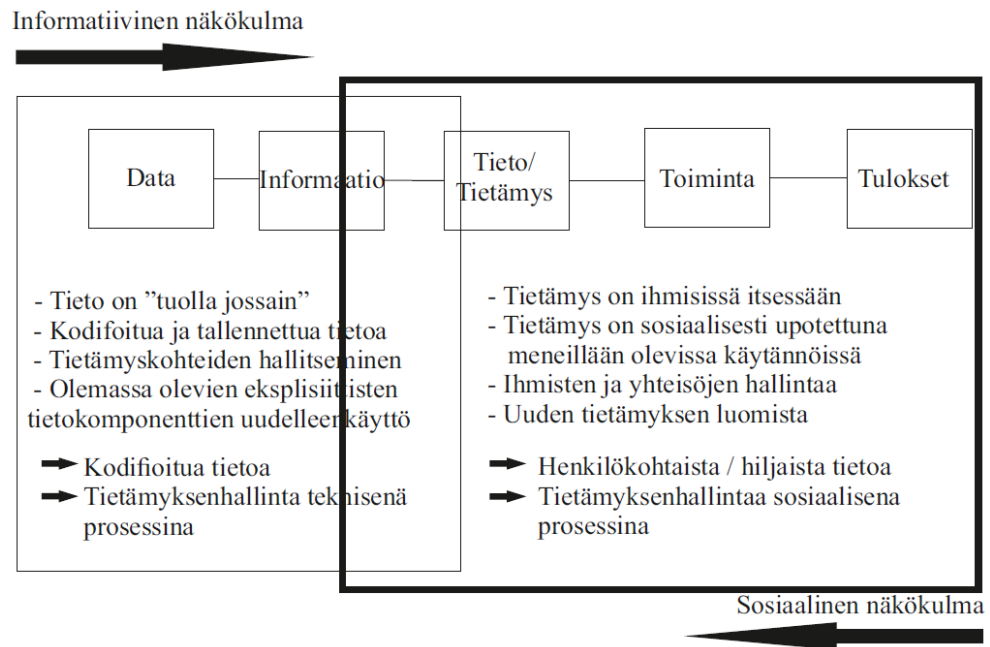 Informatiivinen näkökulma
Data
Informaatio
Tieto/
Tietämys
Toiminta
Tulokset
- Tieto on ”tuolla jossain”
- Kodifoitua ja tallennettua tietoa
- Tietämyskohteiden hallitseminen
- Olemassa olevien eksplisiittisten
tietokomponenttien uudelleenkäyttö
Kodifioitua tietoa
Tietämyksenhallinta teknisenä
prosessina
- Tietämys on ihmisissä itsessään
- Tietämys on sosiaalisesti upotettuna
meneillään olevissa käytännöissä
- Ihmisten ja yhteisöjen hallintaa
- Uuden tietämyksen luomista
Henkilökohtaista / hiljaista tietoa
Tietämyksenhallintaa sosiaalisena
prosessina
Sosiaalinen näkökulma